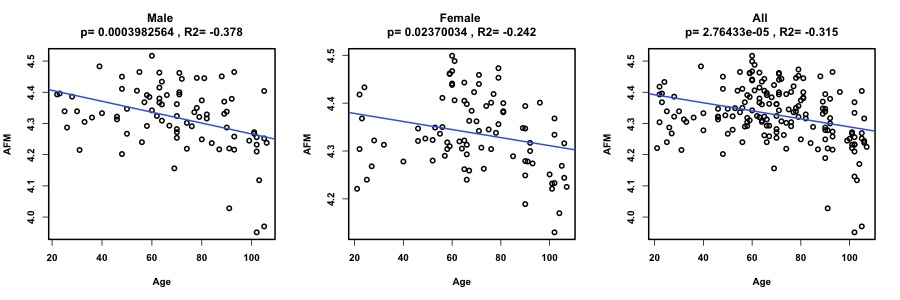 Male
p= 0.0003982564 , R2= -0.378
AFM
4.5
4.4
4.3
4.2
4.1
4.0
20 40 60 80 100
Age
Female
p= 0.02370034 , R2= -0.242
AFM
4.5
4.4
4.3
4.2
20 40 60 80 100
Age
All
p= 2.76433e-05 , R2= -0.315
AFM
4.5
4.4
4.3
4.2
4.1
4.0
20 40 60 80 100
Age